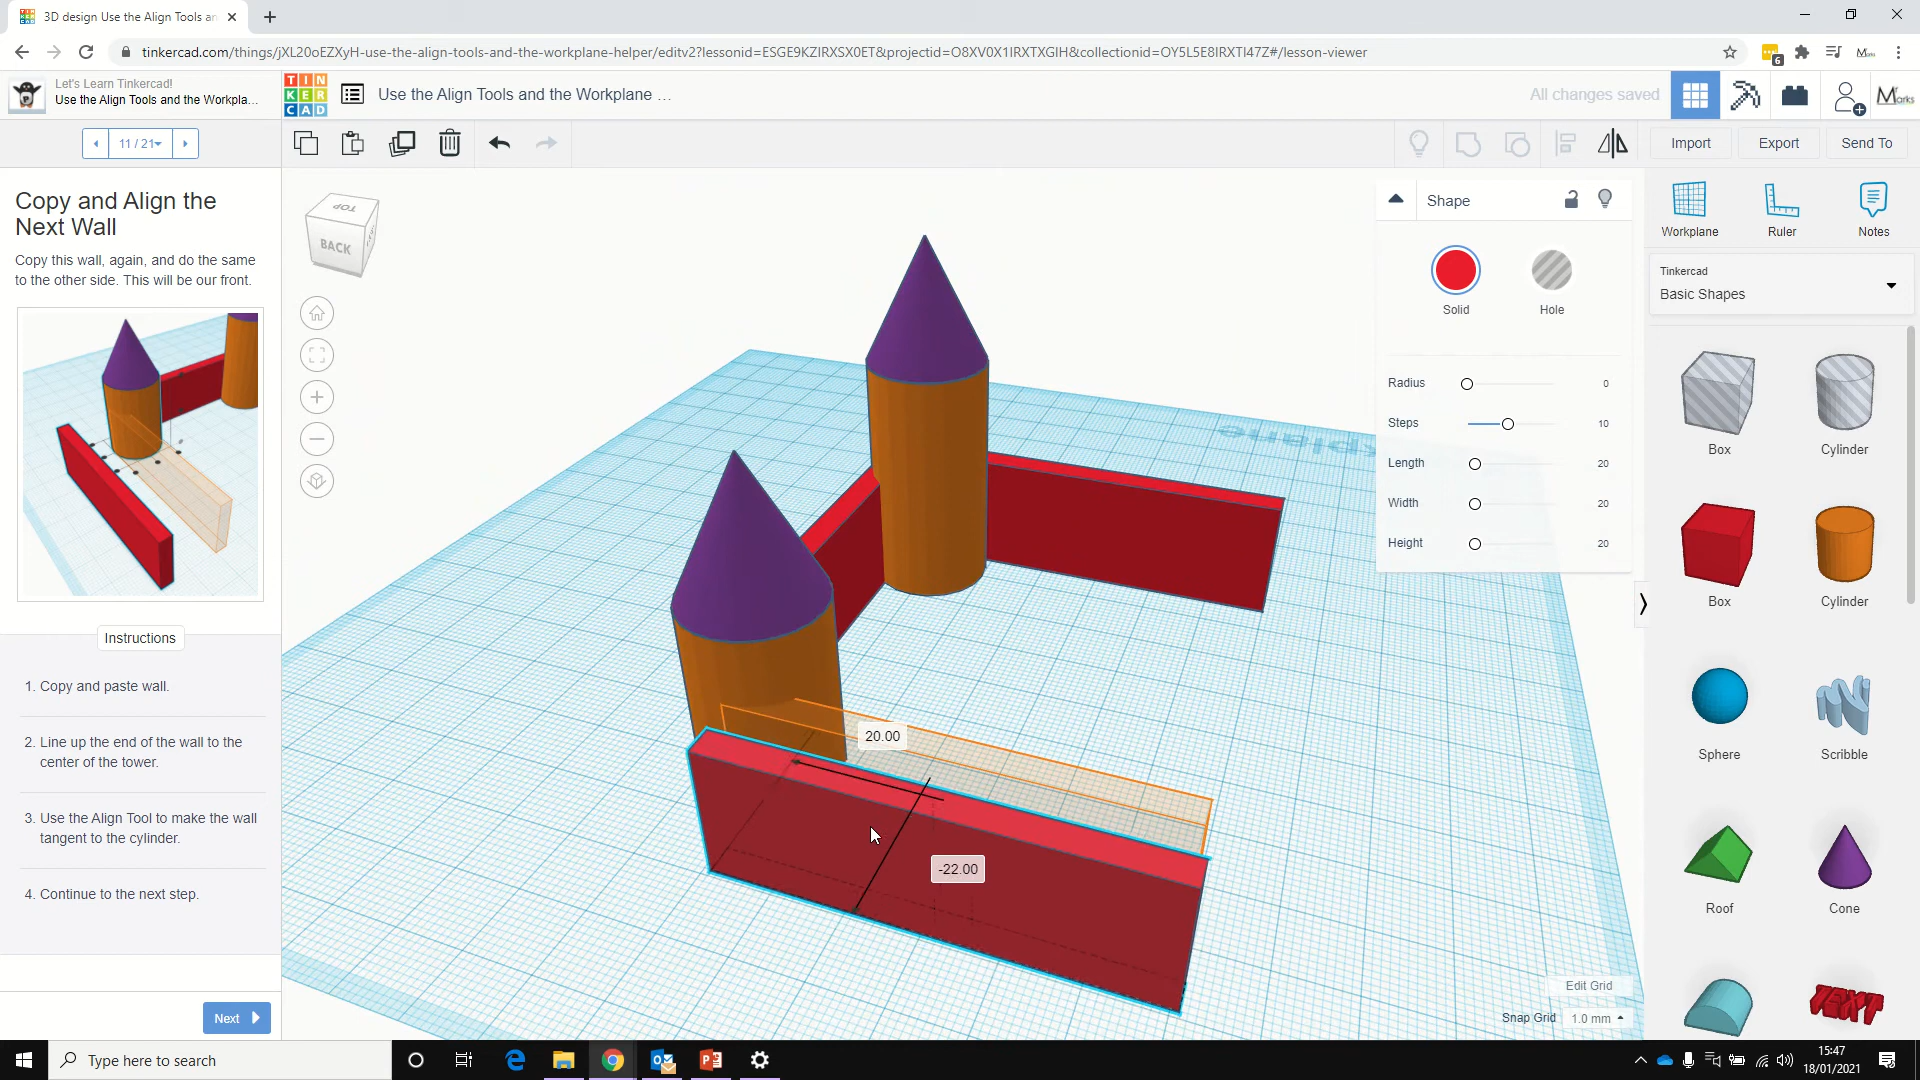 3D design Use the Align Tools an
tinkercad.com/things/jXL20oEZXyH-use-the-align-tools-and-the-workplane-helper/editv2?lessonid=ESGE9KZIRXSX0ET&projectid=O8XV0X1IRXTXGIH&collectionid=OY5L5E8IRXTI47Z#/lesson-viewer
6
Let's Learn Tinkercad!
Use the Align Tools and the Workpla...
TIN
KER
CAD
Use the Align Tools and the Workplane ...
All changes saved
Mr Marks
11 / 21
Import
Export
Send To
Copy and Align the
Next Wall
Copy this wall, again, and do the same
to the other side. This will be our front.
Instructions
1. Copy and paste wall.
2. Line up the end of the wall to the
center of the tower.
3. Use the Align Tool to make the wall
tangent to the cylinder.
4. Continue to the next step.
Next
TOP
BACK
20.00
-22.00
Shape
Solid
Hole
Radius
0
Steps
10
Length
20
Width
20
Height
20
Edit Grid
Snap Grid
1.0 mm
Workplane
Ruler
Notes
Tinkercad
Basic Shapes
Box
Cylinder
Box
Cylinder
Sphere
Scribble
Roof
Cone
TEXT
Type here to search
15:47
18/01/2021